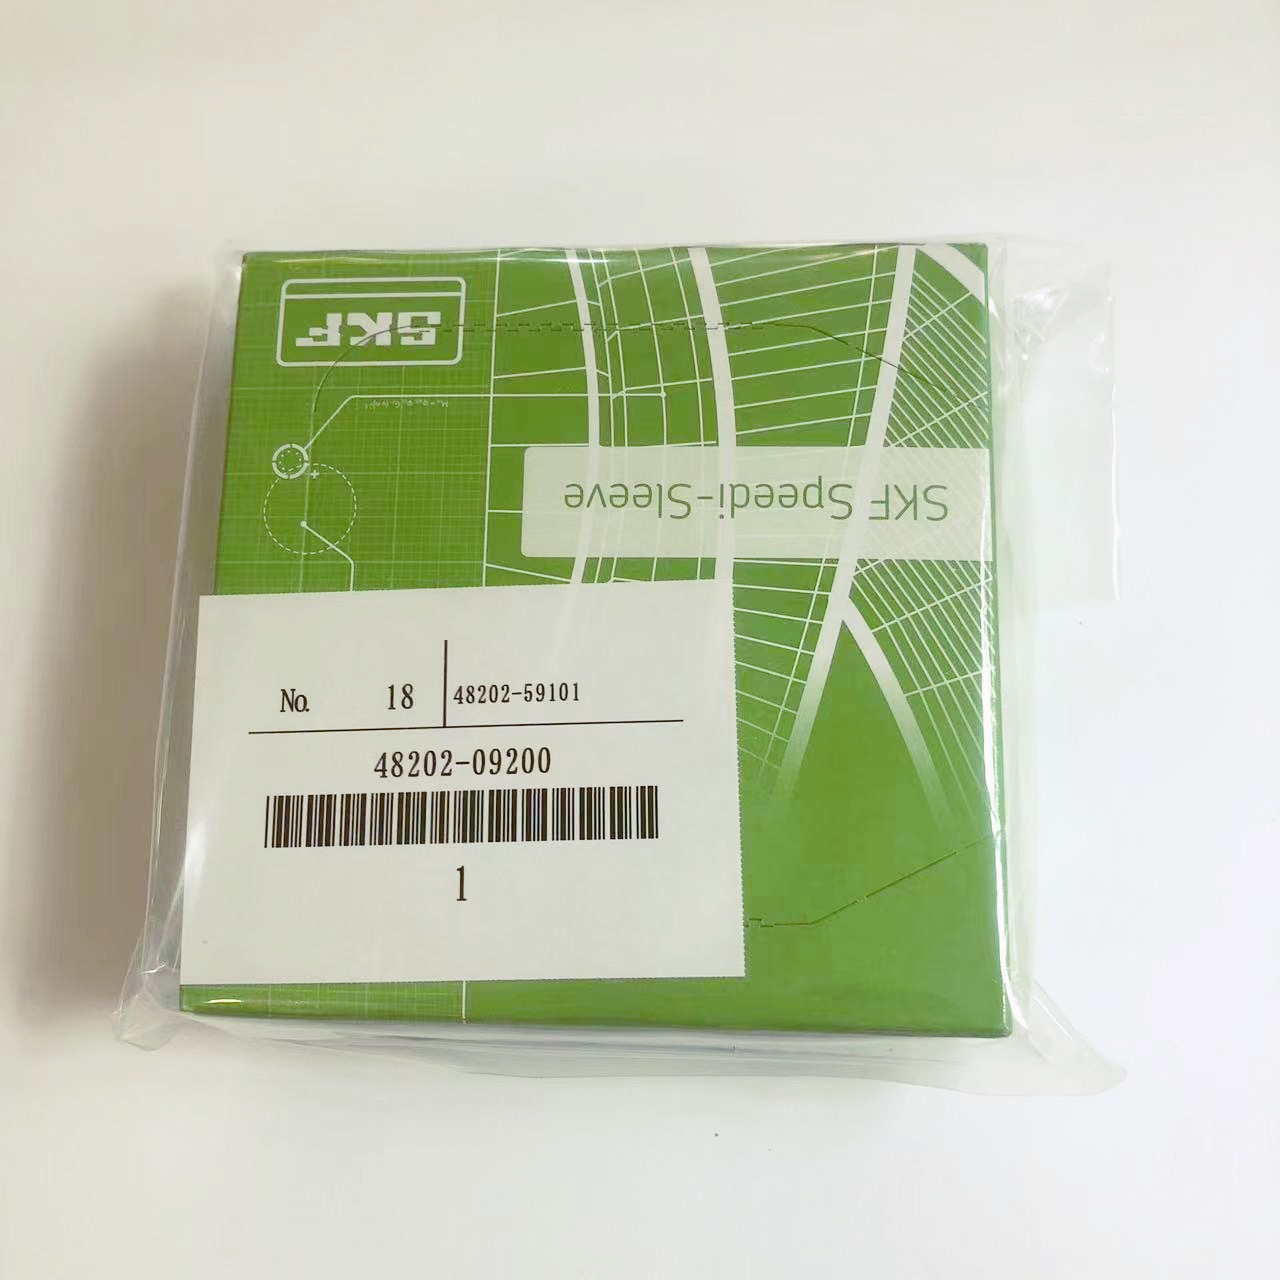 SKF
SKF Speedi-Sleeve
No. 18 48202-59101
48202-09200
1